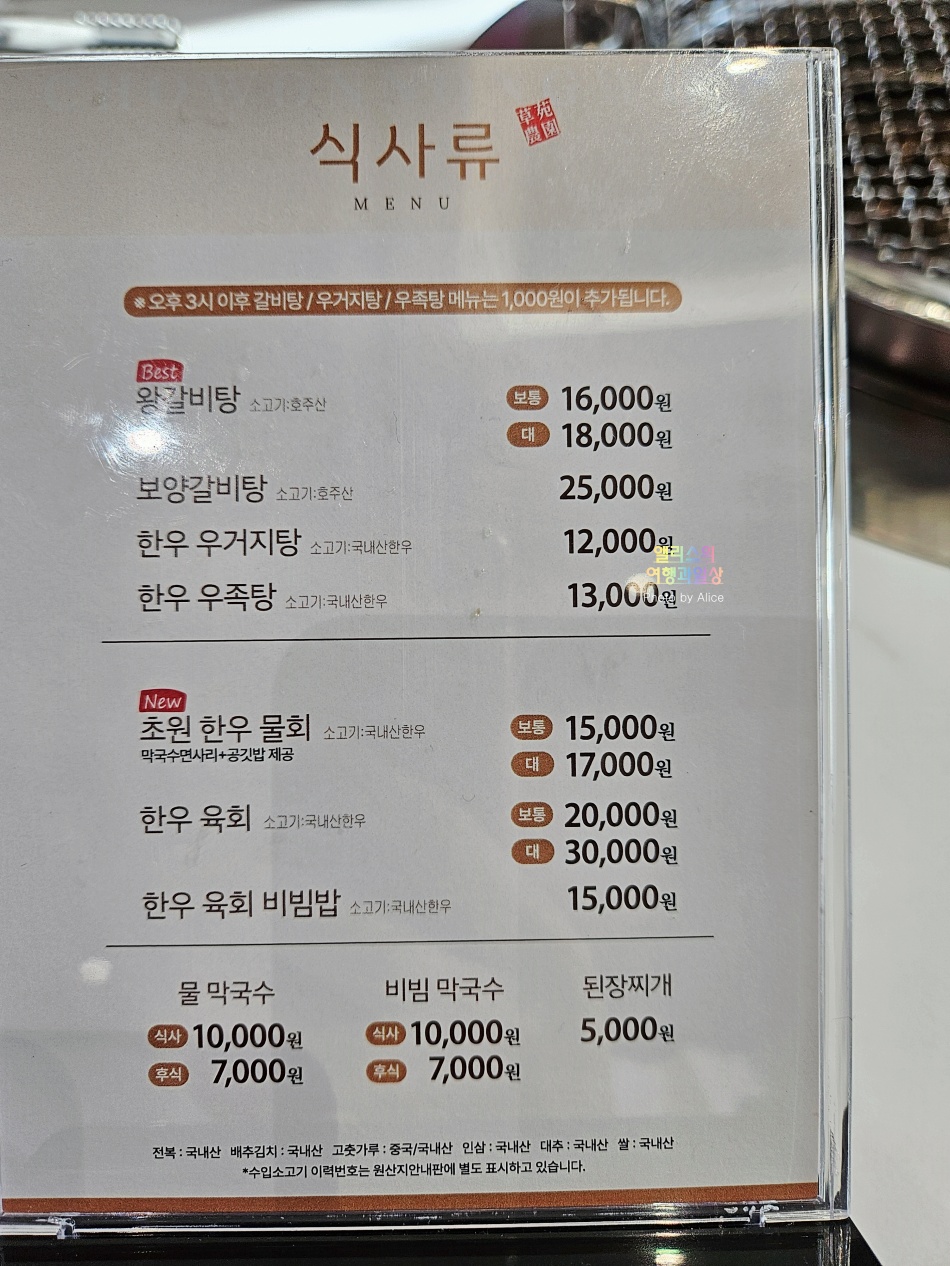 식사류
草苑
農園
MENU
※ 오후 3시 이후 갈비탕 / 우거지탕 / 우족탕 메뉴는 1,000원이 추가됩니다.
Best
왕갈비탕 소고기:호주산 보통 16,000원
대 18,000원
보양갈비탕 소고기:호주산 25,000원
한우 우거지탕 소고기:국내산한우 12,000원
한우 우족탕 소고기:국내산한우 13,000원
앨리스의
여행과일상
Photo by Alice
New
초원 한우 물회 소고기:국내산한우 보통 15,000원
막국수면사리+공깃밥 제공
대 17,000원
한우 육회 소고기:국내산한우 보통 20,000원
대 30,000원
한우 육회 비빔밥 소고기:국내산한우 15,000원
물 막국수 비빔 막국수 된장찌개
식사 10,000원 식사 10,000원 5,000원
후식 7,000원 후식 7,000원
전복 : 국내산 배추김치 : 국내산 고춧가루 : 중국/국내산 인삼 : 국내산 대추 : 국내산 쌀 : 국내산
*수입소고기 이력번호는 원산지안내판에 별도 표시하고 있습니다.